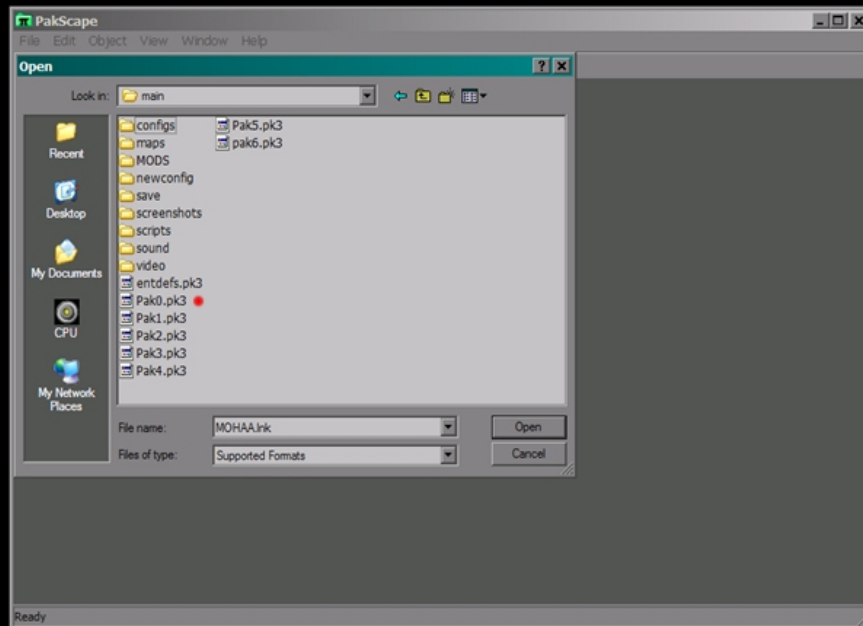 PakScape
File Edit Object View Window Help
Open
Look in: main
Recent
Desktop
My Documents
CPU
My Network
Places
configs
maps
MODS
newconfig
save
screenshots
scripts
sound
video
entdefs.pk3
Pak0.pk3
Pak1.pk3
Pak2.pk3
Pak3.pk3
Pak4.pk3
Pak5.pk3
pak6.pk3
File name: MOHAA.lnk Open
Files of type: Supported Formats Cancel
Ready